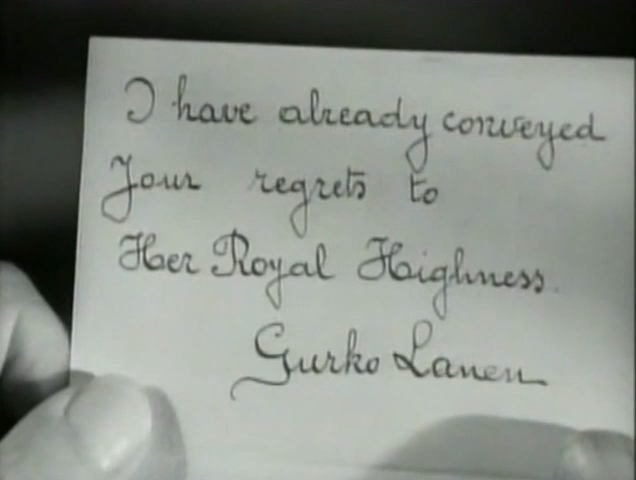 I have already conveyed
Your regrets to
Her Royal Highness.
Gurko Lanen